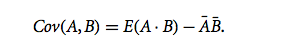 Cov(A, B) = E(A · B) − ĀB̄.